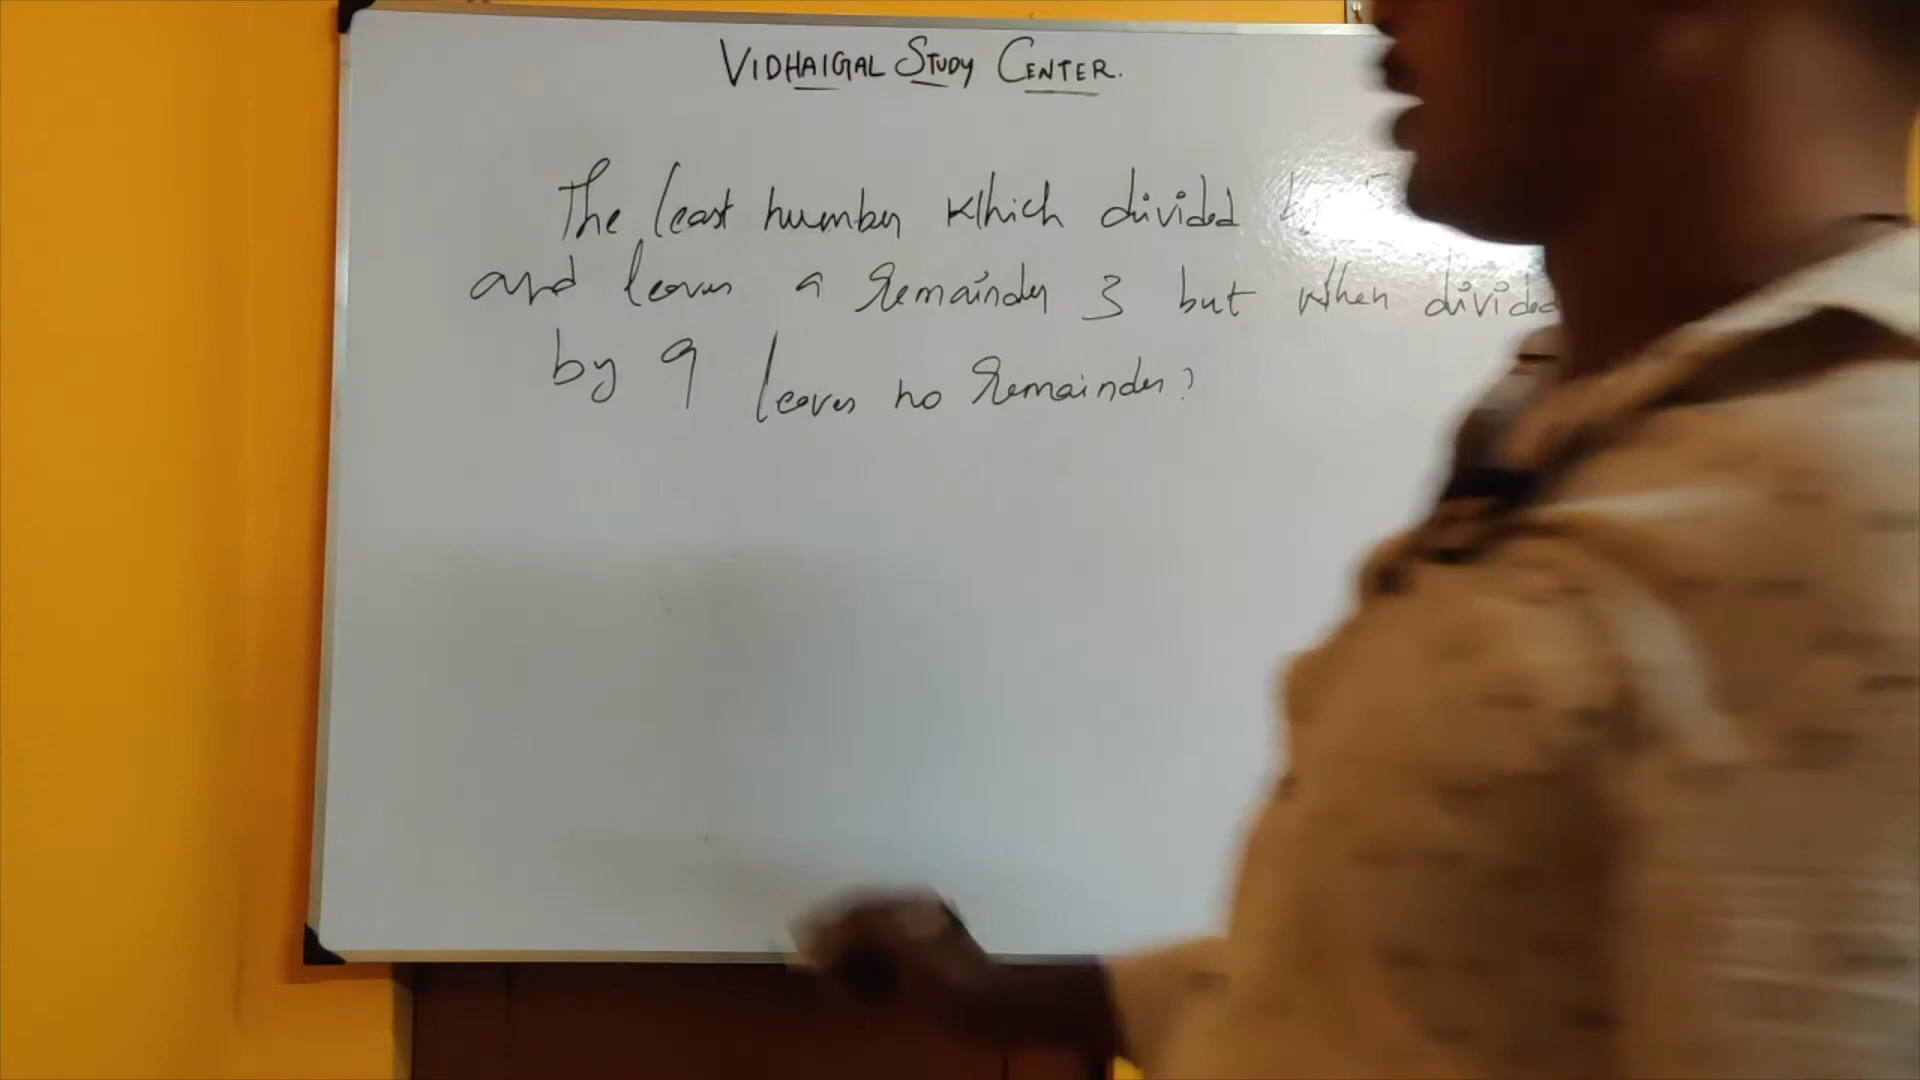 VIDHAIGAL STUDY CENTER.
The least number which divided
and leaves a remainder 3 but when divided
by 9 leaves no remainder?